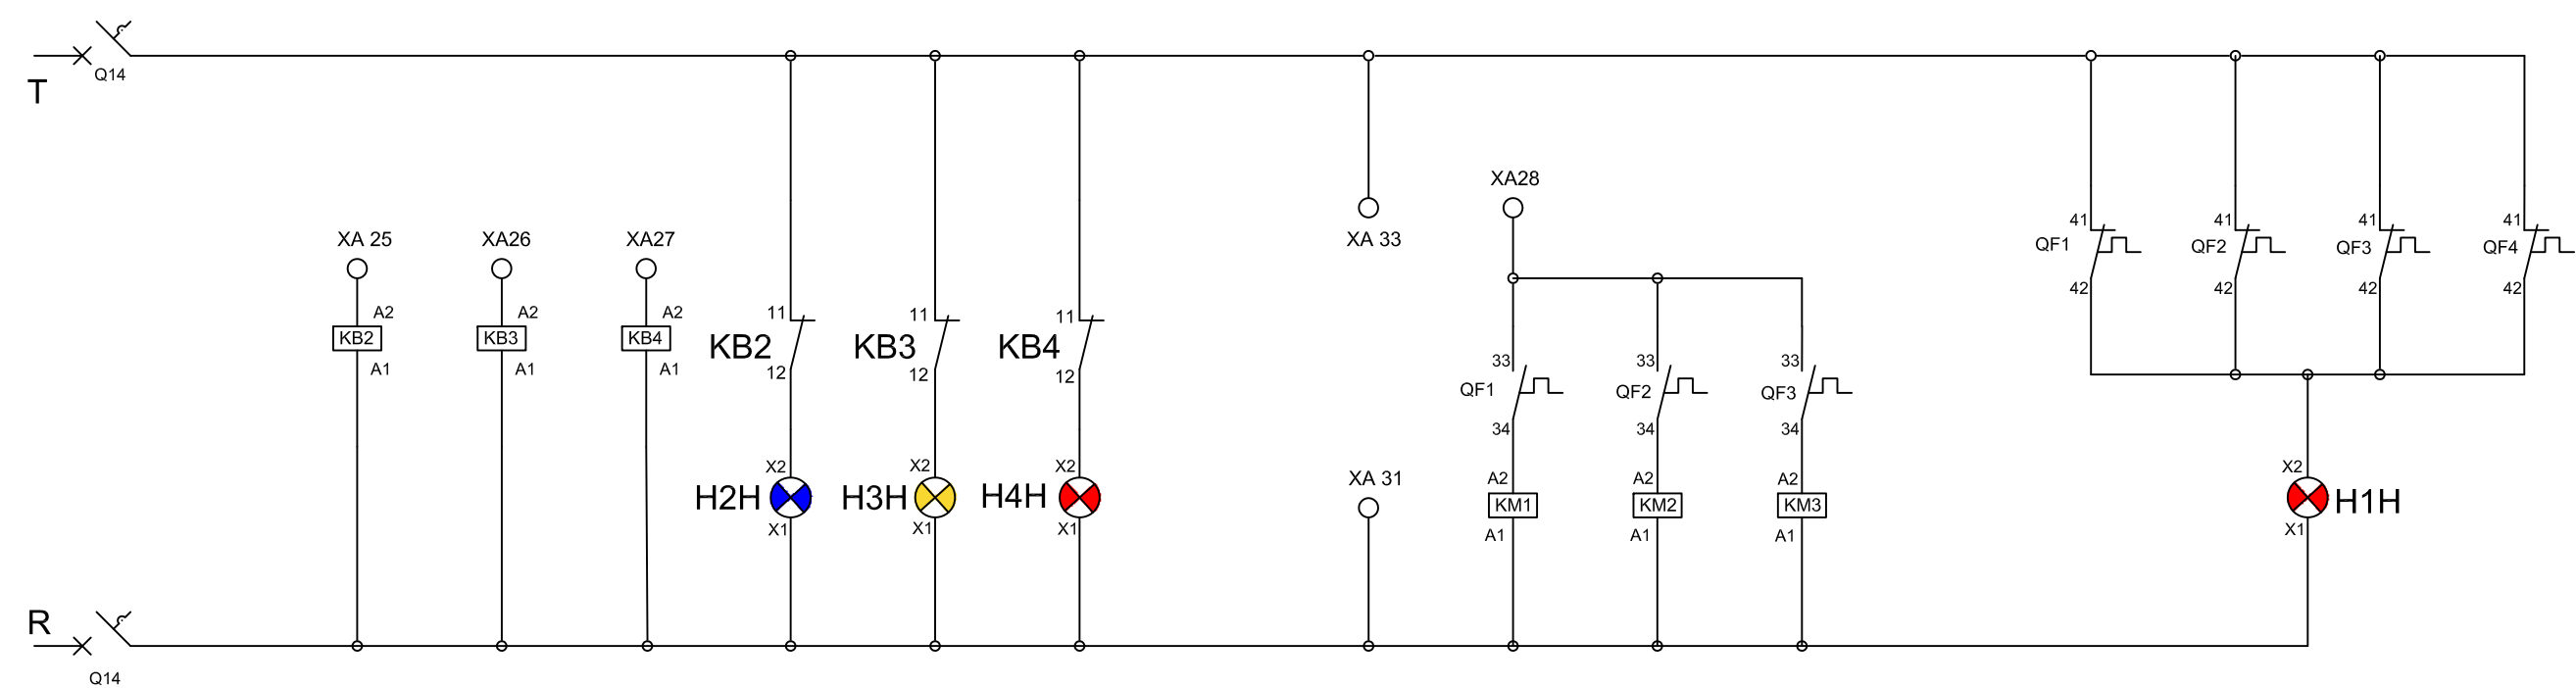 Q14
T
XA28
XA 25
XA26
XA27
XA 33
41
41
41
41
QF1
QF2
QF3
QF4
42
42
42
42
A2
A2
A2
KB2
KB3
KB4
A1
A1
A1
11
11
11
KB2
KB3
KB4
12
12
12
33
33
33
QF1
QF2
QF3
34
34
34
X2
X2
X2
X2
H2H
H3H
H4H
H1H
X1
X1
X1
X1
XA 31
A2
A2
A2
KM1
KM2
KM3
A1
A1
A1
R
Q14